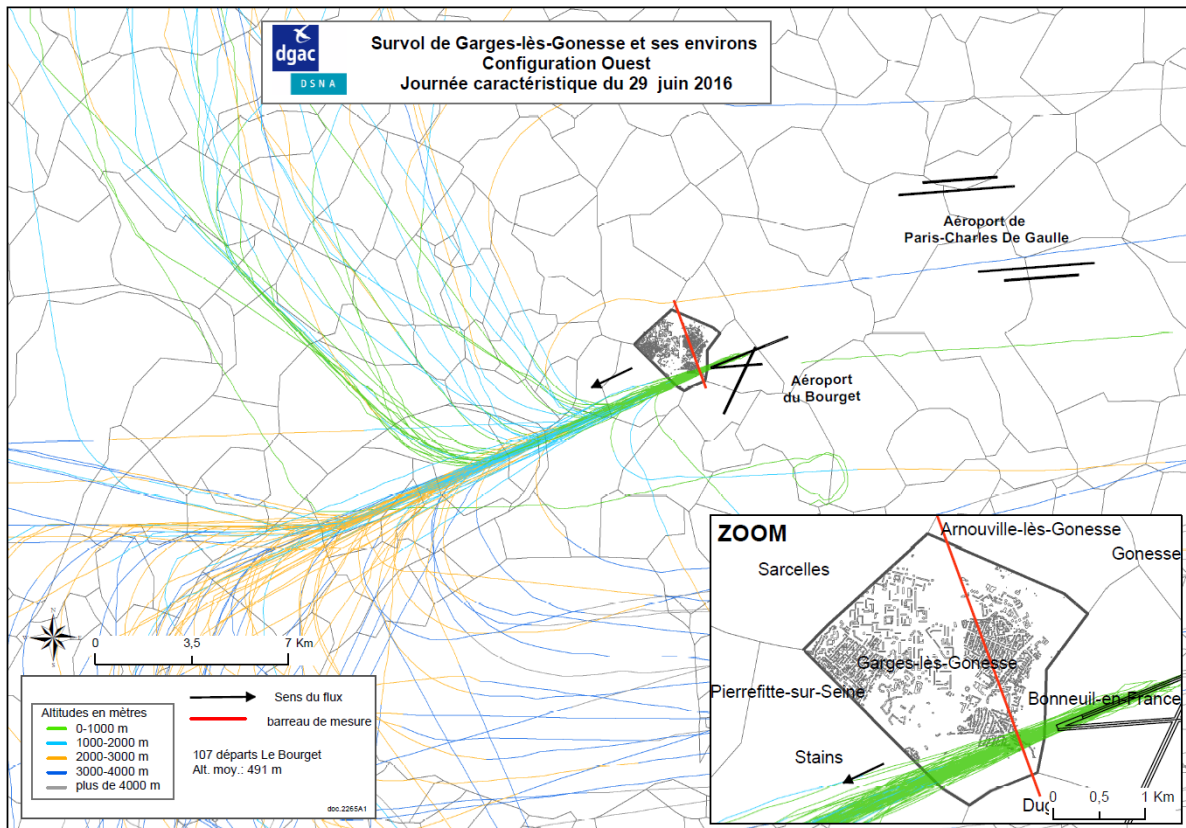 dgac
DSNA
Survol de Garges-lès-Gonesse et ses environs
Configuration Ouest
Journée caractéristique du 29 juin 2016
Aéroport de
Paris-Charles De Gaulle
Aéroport
du Bourget
N
0
3,5
7 Km
Sens du flux
barreau de mesure
Altitudes en mètres
0-1000 m
1000-2000 m
2000-3000 m
3000-4000 m
plus de 4000 m
107 départs Le Bourget
Alt. moy.: 491 m
doc.2265A1
ZOOM
Arnouville-lès-Gonesse
Gonesse
Sarcelles
Garges-lès-Gonesse
Pierrefitte-sur-Seine
Bonneuil-en-France
Stains
Dug
0
0,5
1 Km